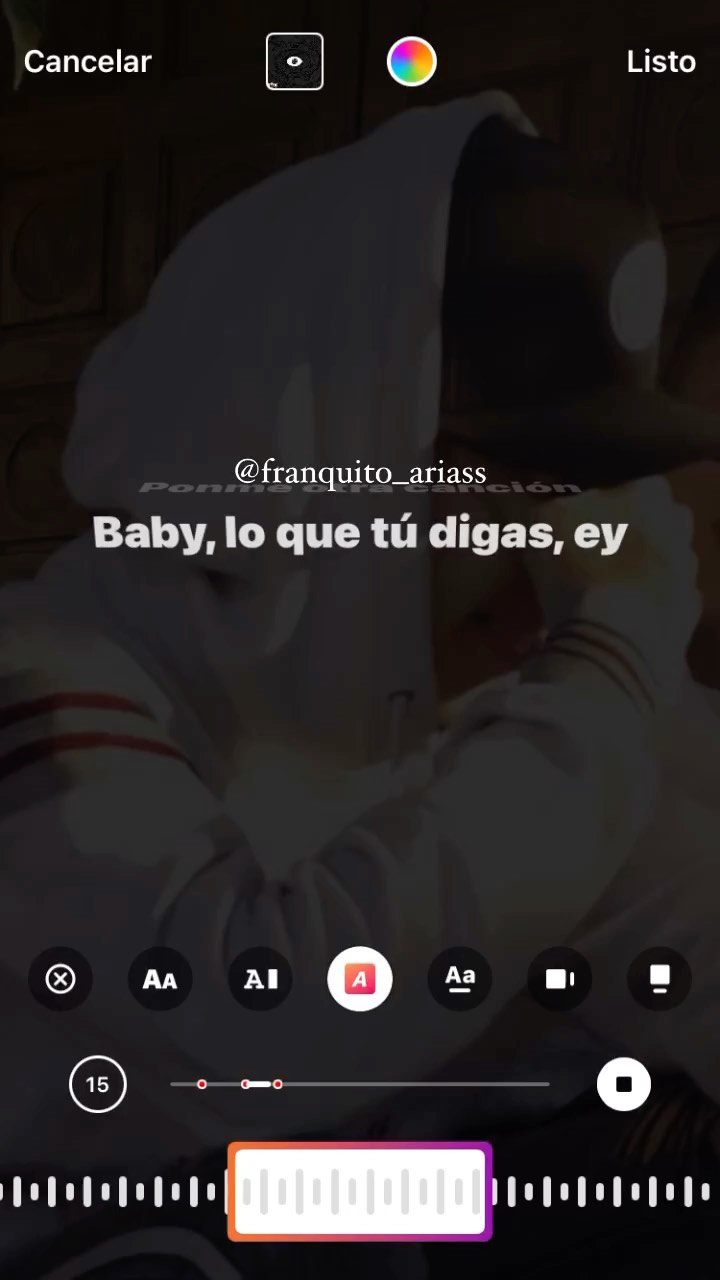 Cancelar
Listo
@franquito_ariass
Ponme otra canción
Baby, lo que tú digas, ey
AA
A
A
Aa
15